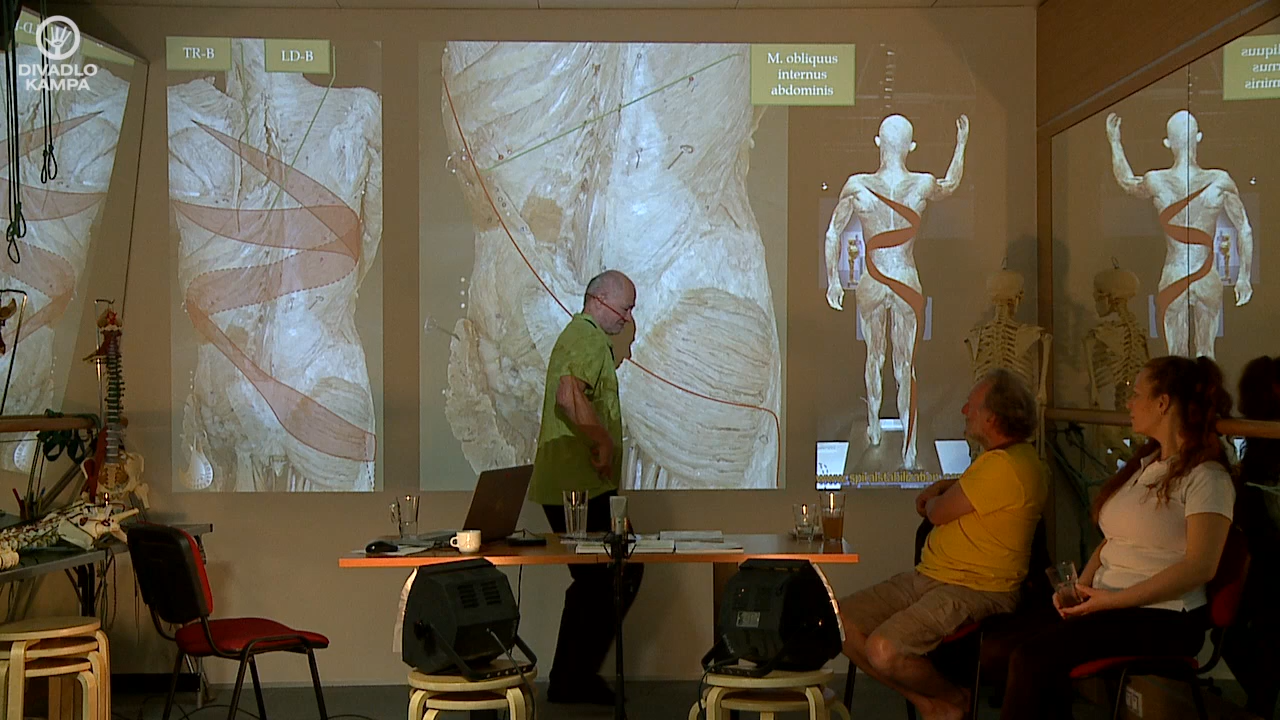 DIVADLO
KAMPA
TR-B
LD-B
M. obliquus
internus
abdominis